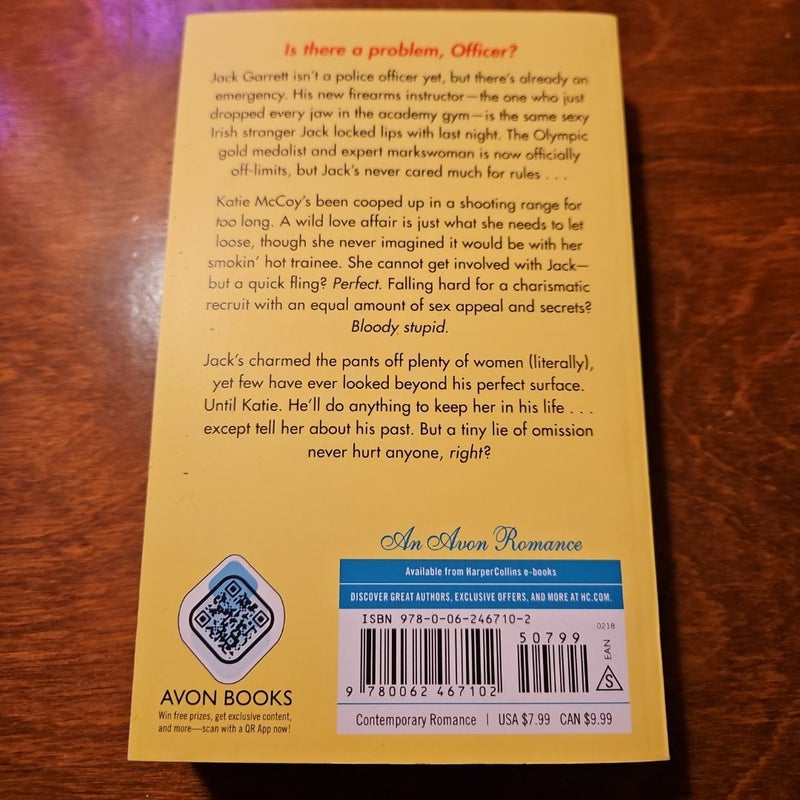 Is there a problem, Officer?
Jack Garrett isn't a police officer yet, but there's already an
emergency. His new firearms instructor—the one who just
dropped every jaw in the academy gym—is the same sexy
Irish stranger Jack locked lips with last night. The Olympic
gold medalist and expert markswoman is now officially
off-limits, but Jack's never cared much for rules . . .
Katie McCoy's been cooped up in a shooting range for
too long. A wild love affair is just what she needs to let
loose, though she never imagined it would be with her
smokin' hot trainee. She cannot get involved with Jack—
but a quick fling? Perfect. Falling hard for a charismatic
recruit with an equal amount of sex appeal and secrets?
Bloody stupid.
Jack's charmed the pants off plenty of women (literally),
yet few have ever looked beyond his perfect surface.
Until Katie. He'll do anything to keep her in his life . . .
except tell her about his past. But a tiny lie of omission
never hurt anyone, right?
An Avon Romance
Available from HarperCollins e-books
DISCOVER GREAT AUTHORS, EXCLUSIVE OFFERS, AND MORE AT HC.COM.
ISBN 978-0-06-246710-2
50799
0218
EAN
S
9 780062 467102
Contemporary Romance | USA $7.99 CAN $9.99
AVON BOOKS
Win free prizes, get exclusive content,
and more—scan with a QR App now!